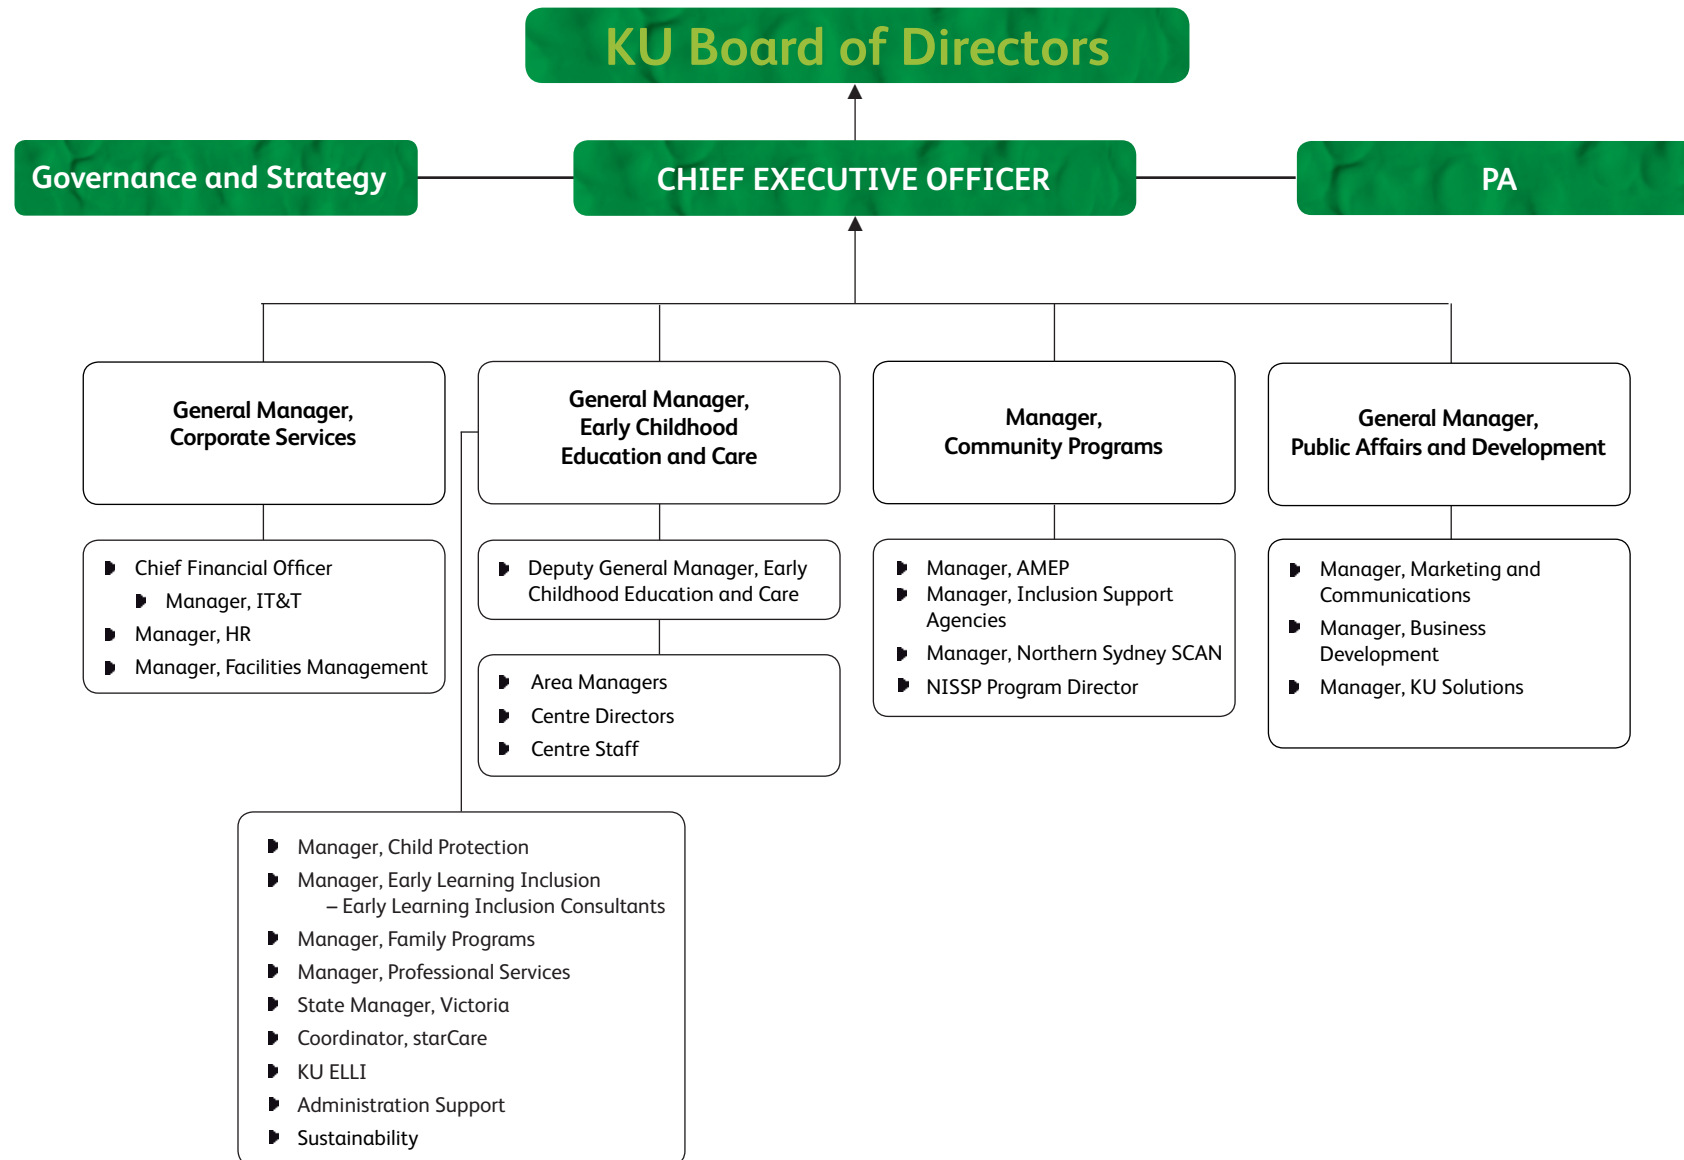 KU Board of Directors
Governance and Strategy
CHIEF EXECUTIVE OFFICER
PA
General Manager,
Corporate Services
General Manager,
Early Childhood
Education and Care
Manager,
Community Programs
General Manager,
Public Affairs and Development
Chief Financial Officer
Manager, IT&T
Manager, HR
Manager, Facilities Management
Deputy General Manager, Early
Childhood Education and Care
Area Managers
Centre Directors
Centre Staff
Manager, AMEP
Manager, Inclusion Support
Agencies
Manager, Northern Sydney SCAN
NISSP Program Director
Manager, Marketing and
Communications
Manager, Business
Development
Manager, KU Solutions
Manager, Child Protection
Manager, Early Learning Inclusion
– Early Learning Inclusion Consultants
Manager, Family Programs
Manager, Professional Services
State Manager, Victoria
Coordinator, starCare
KU ELLI
Administration Support
Sustainability